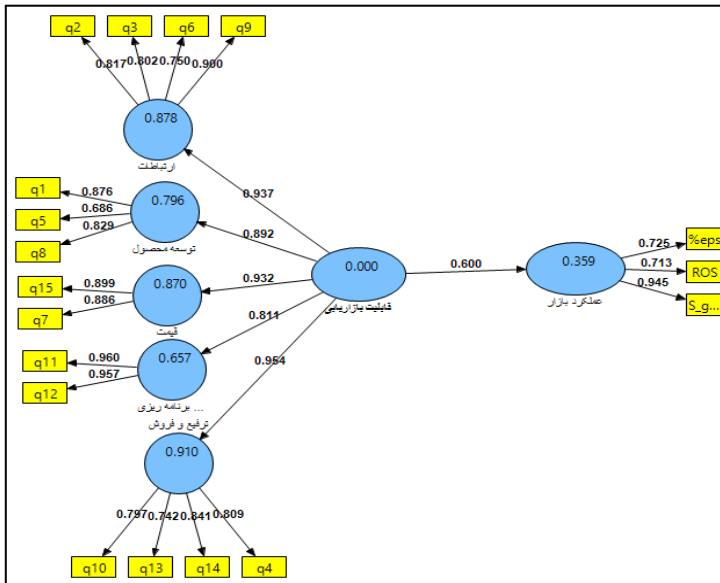 q2
q3
q6
q9
0.817
0.802
0.750
0.900
0.878
ارتباطات
0.937
q1
q5
q8
0.876
0.686
0.829
0.796
توسعه محصول
0.892
q15
q7
0.899
0.886
0.870
قیمت
0.932
q11
q12
0.960
0.957
0.657
برنامه ریزی ...
0.811
ترفیع و فروش
0.910
0.954
0.797
0.742
0.841
0.809
q10
q13
q14
q4
0.000
قابلیت بازاریابی
0.600
0.359
عملکرد بازار
0.725
0.713
0.945
%eps
ROS
S_g...